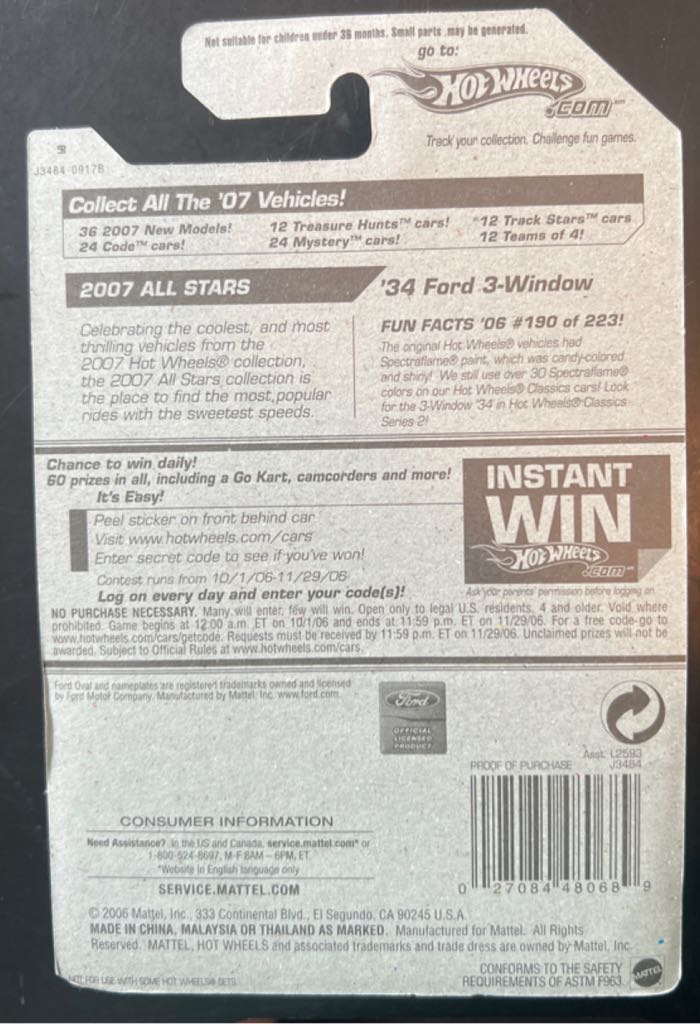 Not suitable for children under 36 months. Small parts may be generated.
go to:
HOT WHEELS
.COM™
Track your collection. Challenge fun games.
J3484-0917B
Collect All The '07 Vehicles!
36 2007 New Models! 12 Treasure Hunts™ cars! 12 Track Stars™ cars
24 Code™ cars! 24 Mystery™ cars! 12 Teams of 4!
2007 ALL STARS
Celebrating the coolest, and most
thrilling vehicles from the
2007 Hot Wheels® collection,
the 2007 All Stars collection is
the place to find the most popular
rides with the sweetest speeds.
'34 Ford 3-Window
FUN FACTS '06 #190 of 223!
The original Hot Wheels® vehicles had
Spectraflame® paint, which was candy-colored
and shiny! We still use over 30 Spectraflame®
colors on our Hot Wheels® Classics cars! Look
for the 3-Window '34 in Hot Wheels® Classics
Series 2!
Chance to win daily!
60 prizes in all, including a Go Kart, camcorders and more!
It's Easy!
Peel sticker on front behind car
Visit www.hotwheels.com/cars
Enter secret code to see if you've won!
Contest runs from 10/1/06-11/29/06
Log on every day and enter your code(s)!
INSTANT
WIN
HOT WHEELS
.COM
Ask your parents' permission before logging on.
NO PURCHASE NECESSARY. Many will enter, few will win. Open only to legal U.S. residents, 4 and older. Void where
prohibited. Game begins at 12:00 a.m. ET on 10/1/06 and ends at 11:59 p.m. ET on 11/29/06. For a free code go to
www.hotwheels.com/cars/getcode. Requests must be received by 11:59 p.m. ET on 11/29/06. Unclaimed prizes will not be
awarded. Subject to Official Rules at www.hotwheels.com/cars.
Ford Oval and nameplates are registered trademarks owned and licensed
by Ford Motor Company. Manufactured by Mattel, Inc. www.ford.com.
Ford
OFFICIAL
LICENSED
PRODUCT
Asst. L2593
PROOF OF PURCHASE J3484
0 27084 48068 9
CONSUMER INFORMATION
Need Assistance? In the US and Canada, service.mattel.com* or
1-800-524-8697, M-F 8AM – 6PM, ET
*Website in English language only
SERVICE.MATTEL.COM
© 2006 Mattel, Inc., 333 Continental Blvd., El Segundo, CA 90245 U.S.A.
MADE IN CHINA, MALAYSIA OR THAILAND AS MARKED. Manufactured for Mattel. All Rights
Reserved. MATTEL, HOT WHEELS and associated trademarks and trade dress are owned by Mattel, Inc.
NOT FOR USE WITH SOME HOT WHEELS® SETS.
CONFORMS TO THE SAFETY
REQUIREMENTS OF ASTM F963.
MATTEL